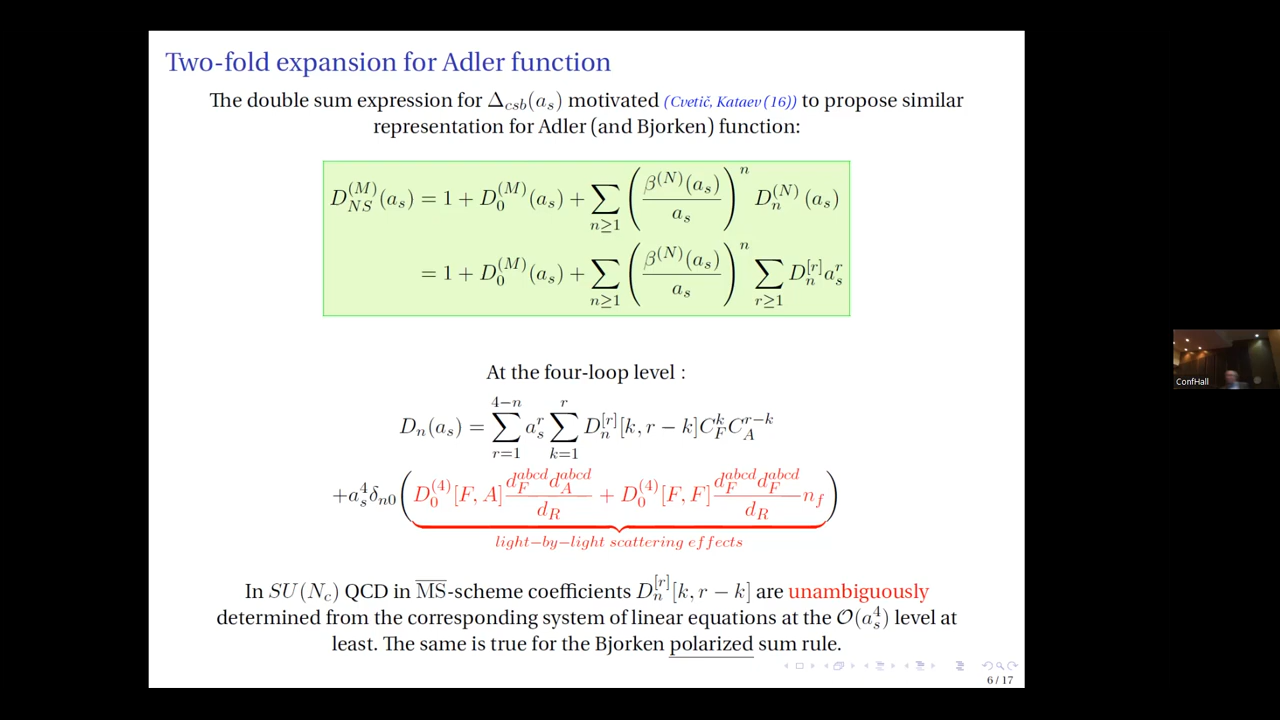 Two-fold expansion for Adler function
The double sum expression for Δ_{csb}(a_s) motivated (Cvetič, Kataev (16)) to propose similar
representation for Adler (and Bjorken) function:
D_{NS}^{(M)}(a_s) = 1 + D_0^{(M)}(a_s) + ∑_{n≥1} (β^{(N)}(a_s) / a_s)^n D_n^{(N)}(a_s)
= 1 + D_0^{(M)}(a_s) + ∑_{n≥1} (β^{(N)}(a_s) / a_s)^n ∑_{r≥1} D_n^{[r]} a_s^r
At the four-loop level :
D_n(a_s) = ∑_{r=1}^{4−n} a_s^r ∑_{k=1}^{r} D_n^{[r]}[k, r − k] C_F^k C_A^{r−k}
+a_s^4 δ_{n0} ( D_0^{(4)}[F, A] d_F^{abcd} d_A^{abcd} / d_R + D_0^{(4)}[F, F] d_F^{abcd} d_F^{abcd} / d_R n_f )
light−by−light scattering effects
In SU(N_c) QCD in \overline{MS}-scheme coefficients D_n^{[r]}[k, r − k] are unambiguously
determined from the corresponding system of linear equations at the O(a_s^4) level at
least. The same is true for the Bjorken polarized sum rule.
6 / 17
ConfHall